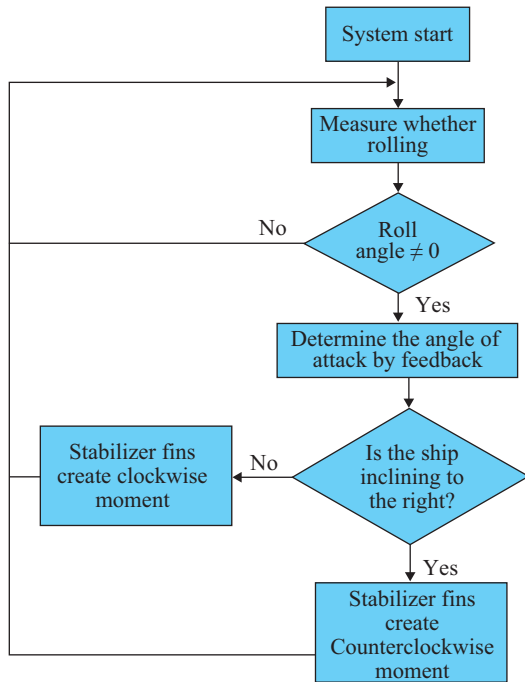 System start
Measure whether
rolling
Roll
angle ≠ 0
No
Yes
Determine the angle of
attack by feedback
Is the ship
inclining to
the right?
No
Stabilizer fins
create clockwise
moment
Yes
Stabilizer fins
create
Counterclockwise
moment